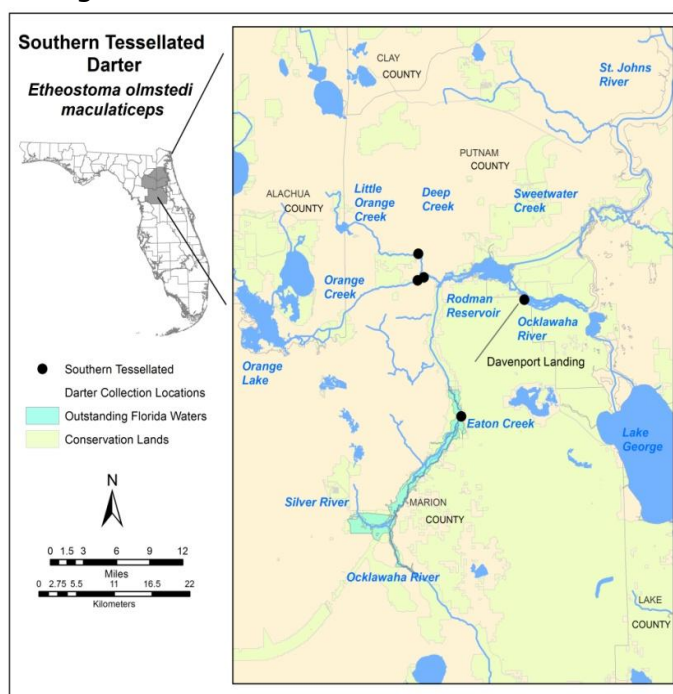 Southern Tessellated
Darter
Etheostoma olmstedi
maculaticeps
Southern Tessellated
Darter Collection Locations
Outstanding Florida Waters
Conservation Lands
N
0 1.5 3 6 9 12
Miles
0 2.75 5.5 11 16.5 22
Kilometers
CLAY
COUNTY
St. Johns
River
PUTNAM
COUNTY
ALACHUA
COUNTY
Little
Orange
Creek
Deep
Creek
Sweetwater
Creek
Orange
Creek
Rodman
Reservoir
Ocklawaha
River
Orange
Lake
Davenport Landing
Eaton Creek
Lake
George
Silver River
MARION
COUNTY
Ocklawaha River
LAKE
COUNTY